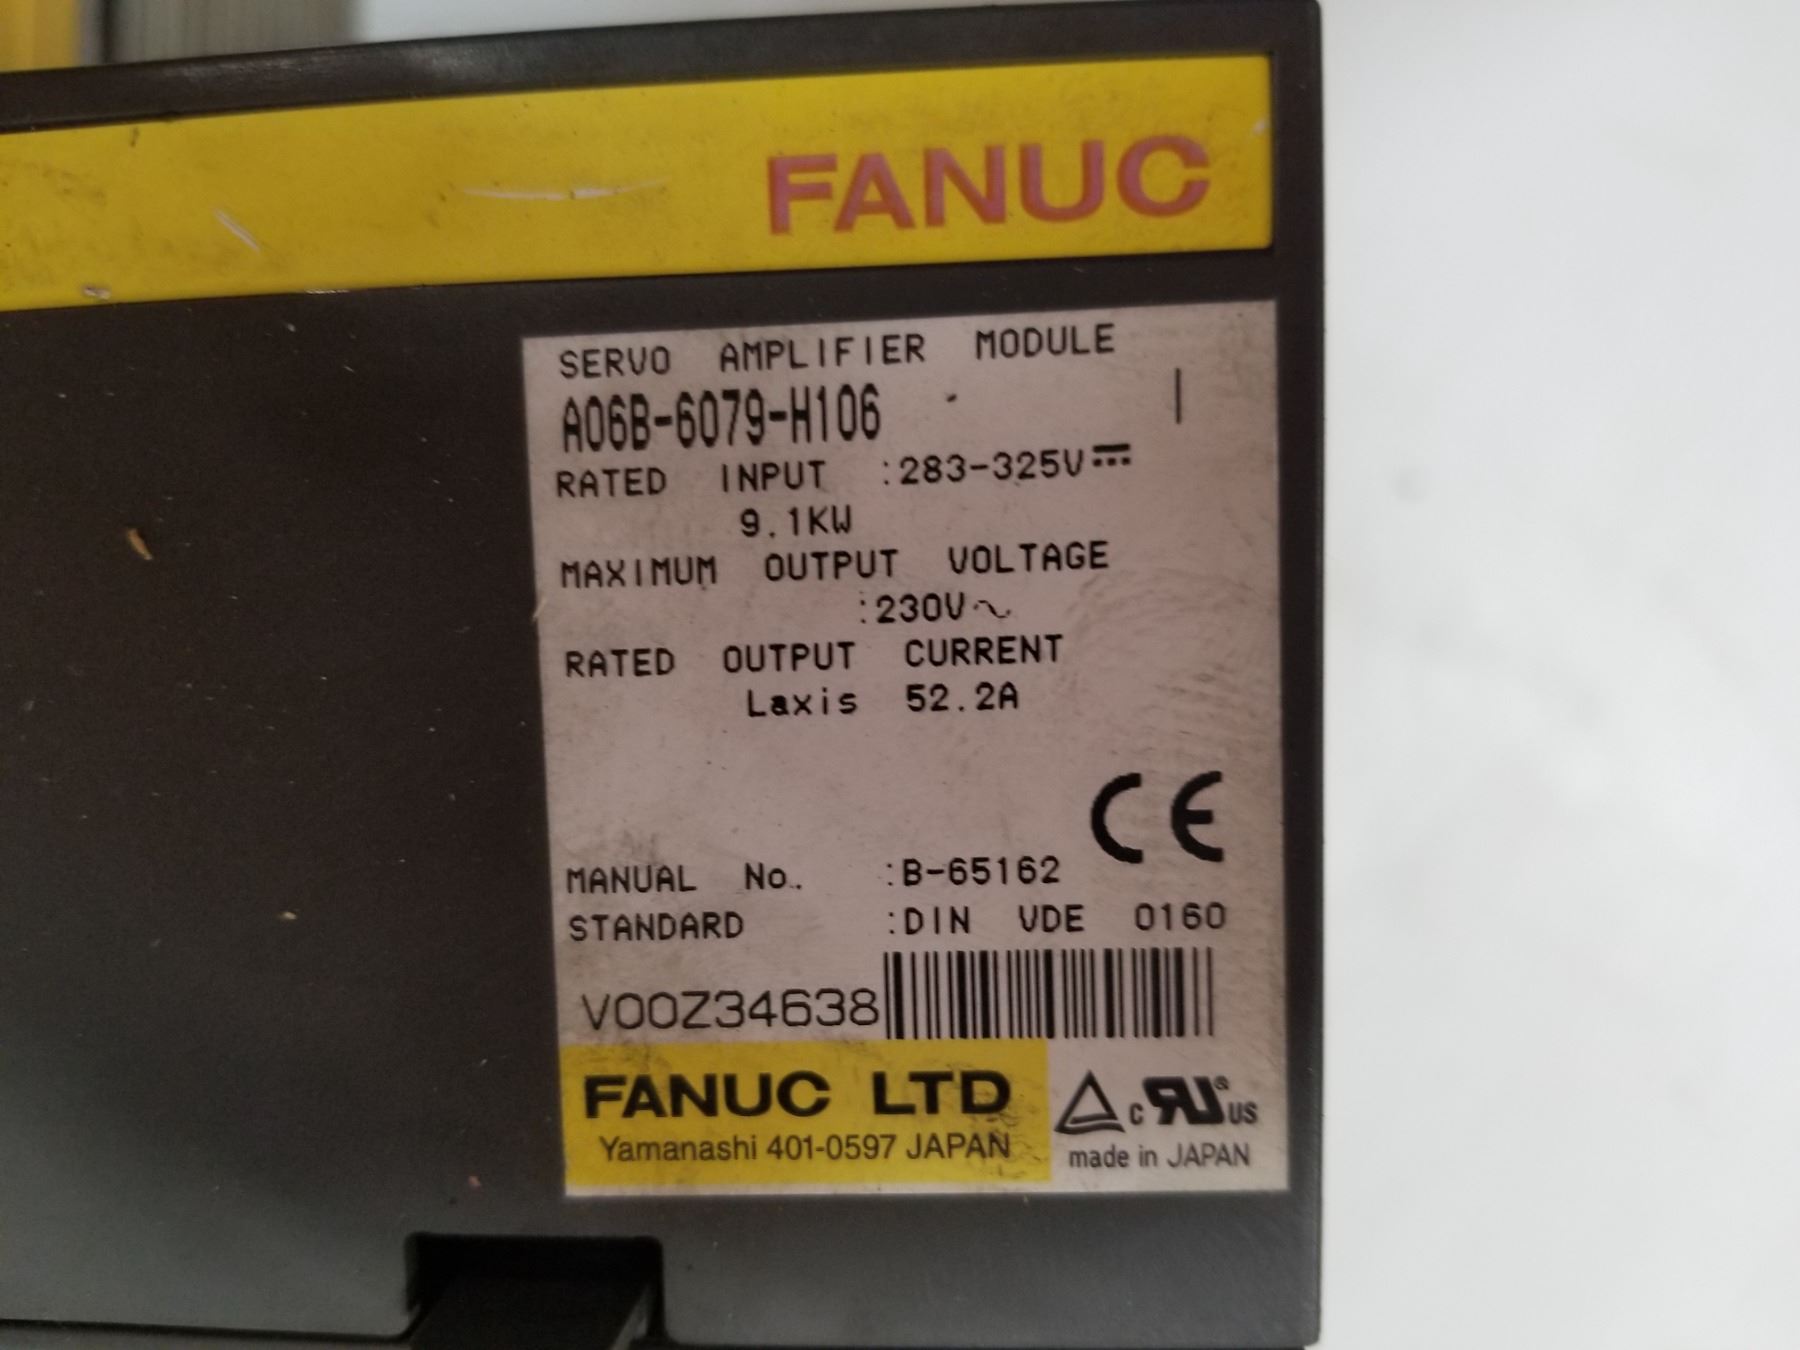 FANUC
SERVO AMPLIFIER MODULE
A06B-6079-H106 I
RATED INPUT :283-325V⎓
9.1KW
MAXIMUM OUTPUT VOLTAGE
:230V~
RATED OUTPUT CURRENT
Laxis 52.2A
CE
MANUAL No. :B-65162
STANDARD :DIN VDE 0160
V00Z34638
FANUC LTD
Yamanashi 401-0597 JAPAN
c RU® US
made in JAPAN